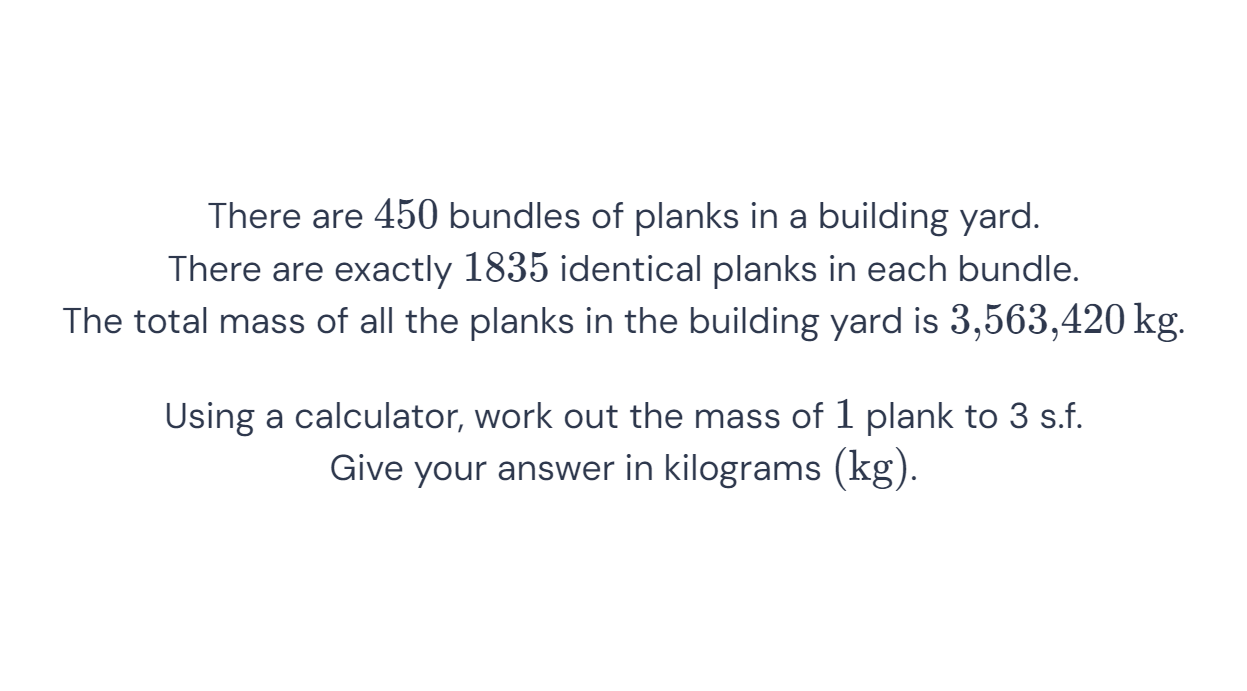 There are 450 bundles of planks in a building yard.
There are exactly 1835 identical planks in each bundle.
The total mass of all the planks in the building yard is 3,563,420 kg.
Using a calculator, work out the mass of 1 plank to 3 s.f.
Give your answer in kilograms (kg).